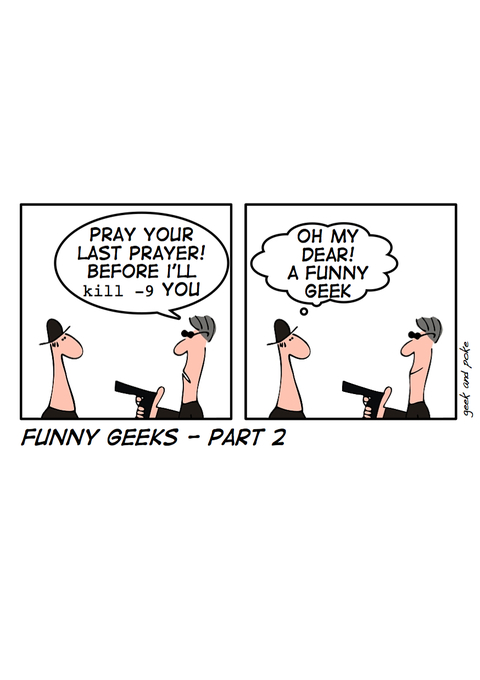 PRAY YOUR
LAST PRAYER!
BEFORE I'LL
kill -9 YOU
OH MY
DEAR!
A FUNNY
GEEK
geek and poke
FUNNY GEEKS - PART 2